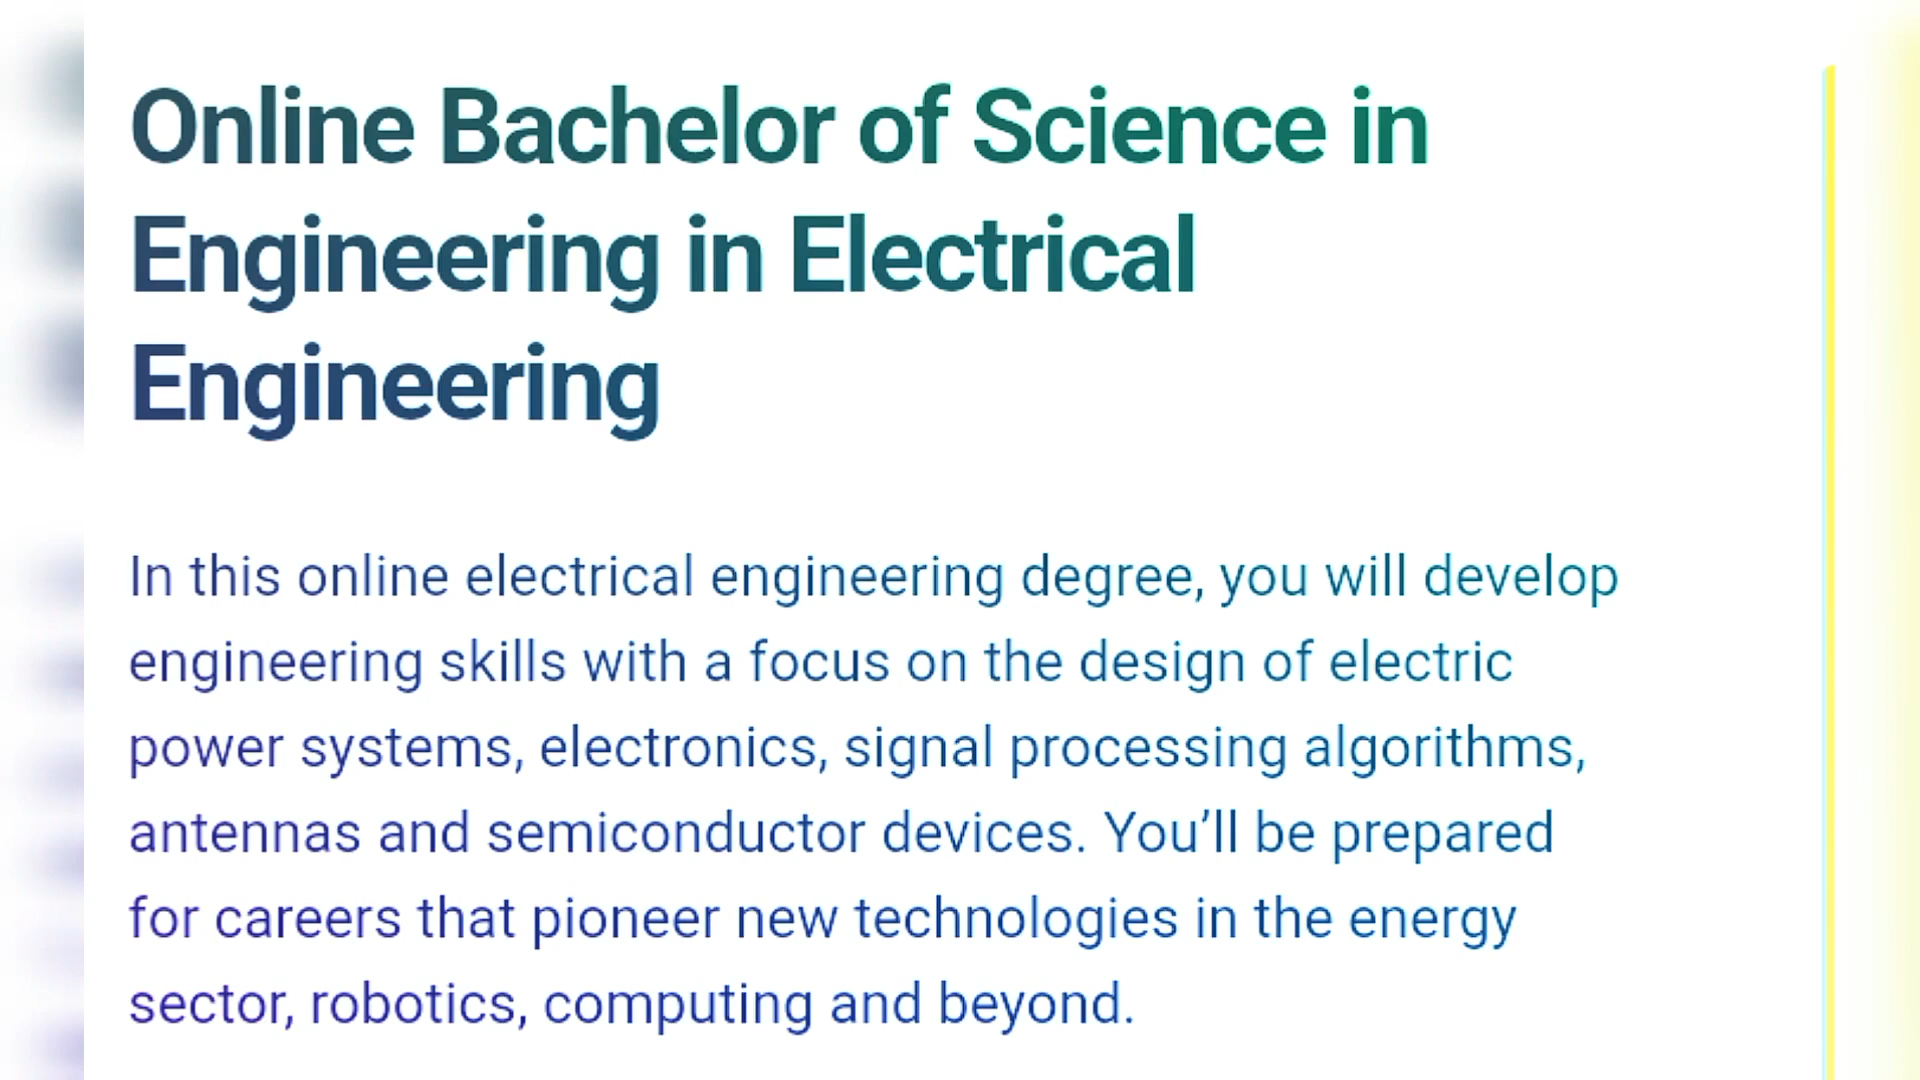 Online Bachelor of Science in
Engineering in Electrical
Engineering
In this online electrical engineering degree, you will develop
engineering skills with a focus on the design of electric
power systems, electronics, signal processing algorithms,
antennas and semiconductor devices. You’ll be prepared
for careers that pioneer new technologies in the energy
sector, robotics, computing and beyond.